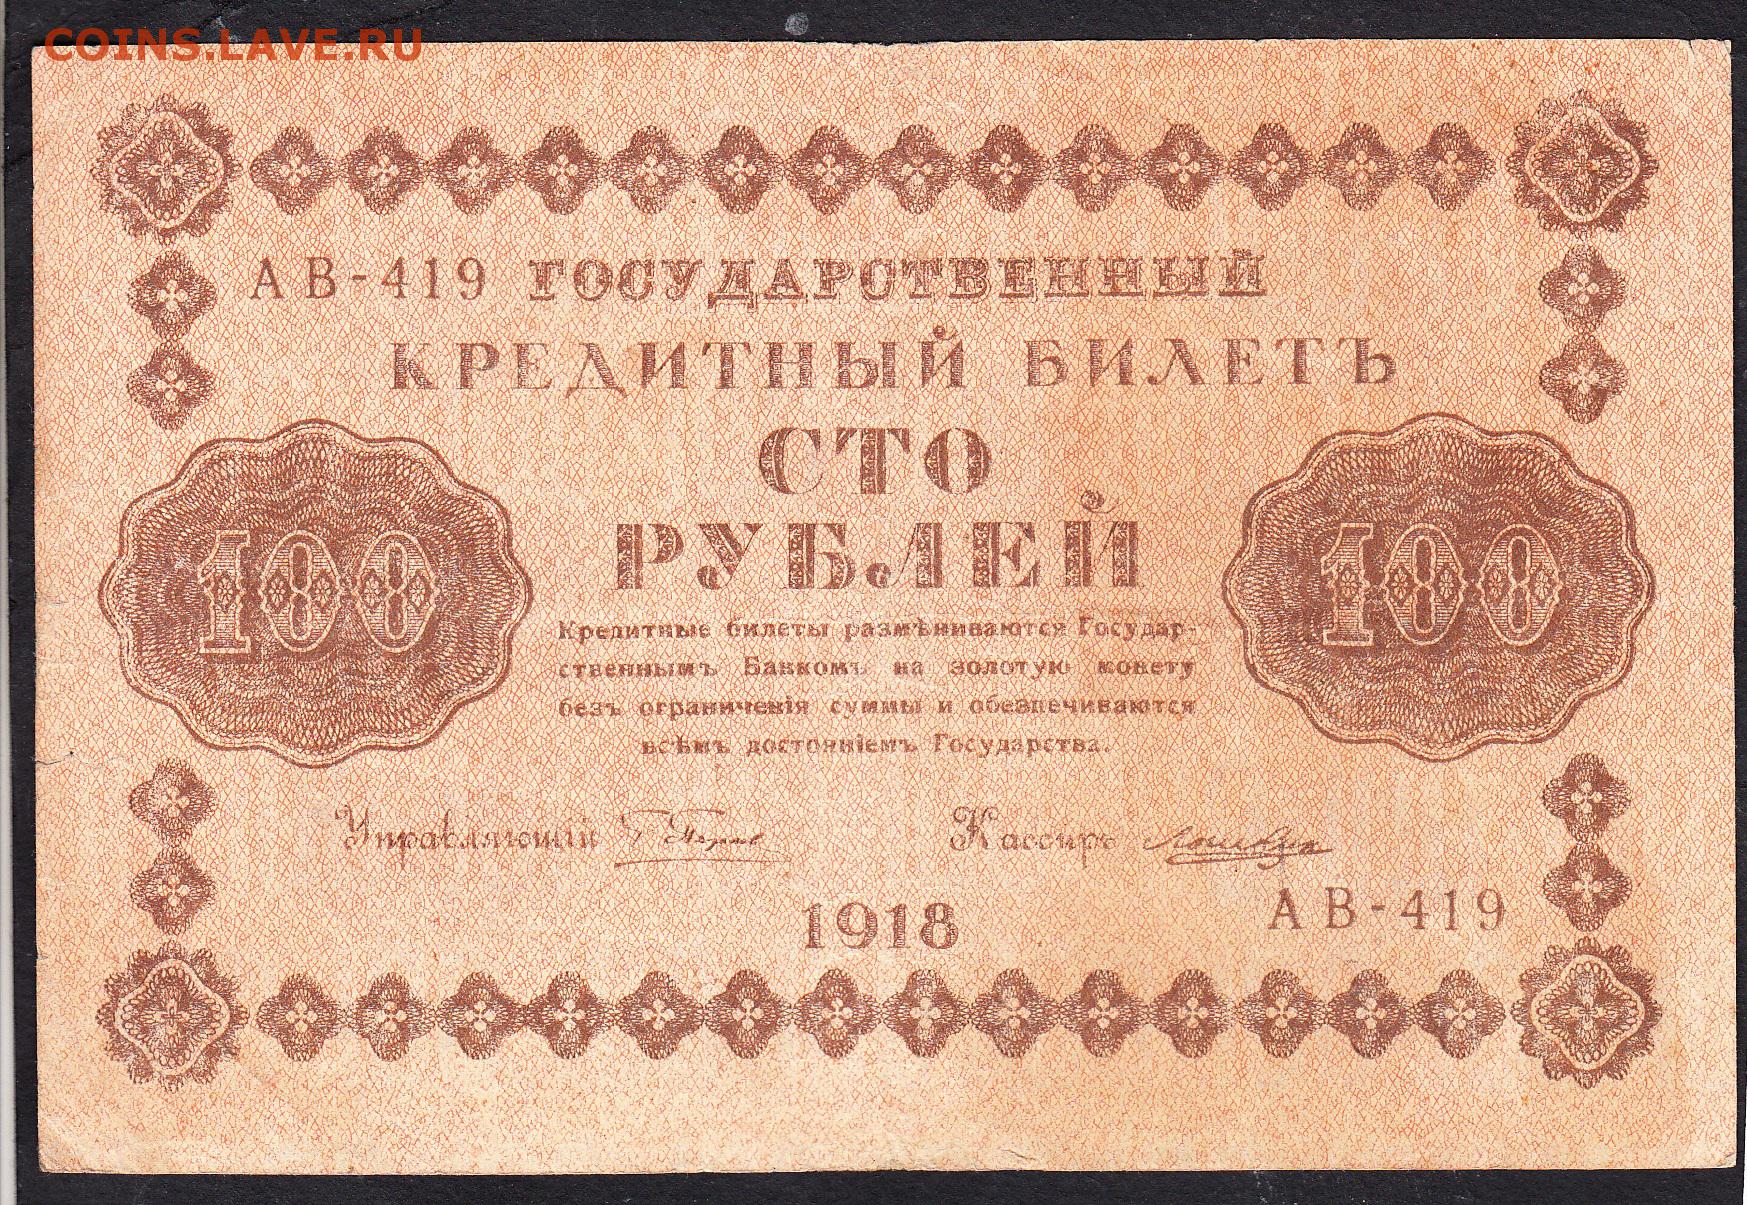 COINS.LAVE.RU
АВ-419 ГОСУДАРСТВЕННЫЙ
КРЕДИТНЫЙ БИЛЕТЪ
СТО
РУБЛЕЙ
100
100
Кредитные билеты размѣниваются Государ-
ственнымъ Банкомъ на золотую монету
безъ ограниченія суммы и обезпечиваются
всѣмъ достояніемъ Государства.
Управляющій
Кассиръ
АВ-419
1918